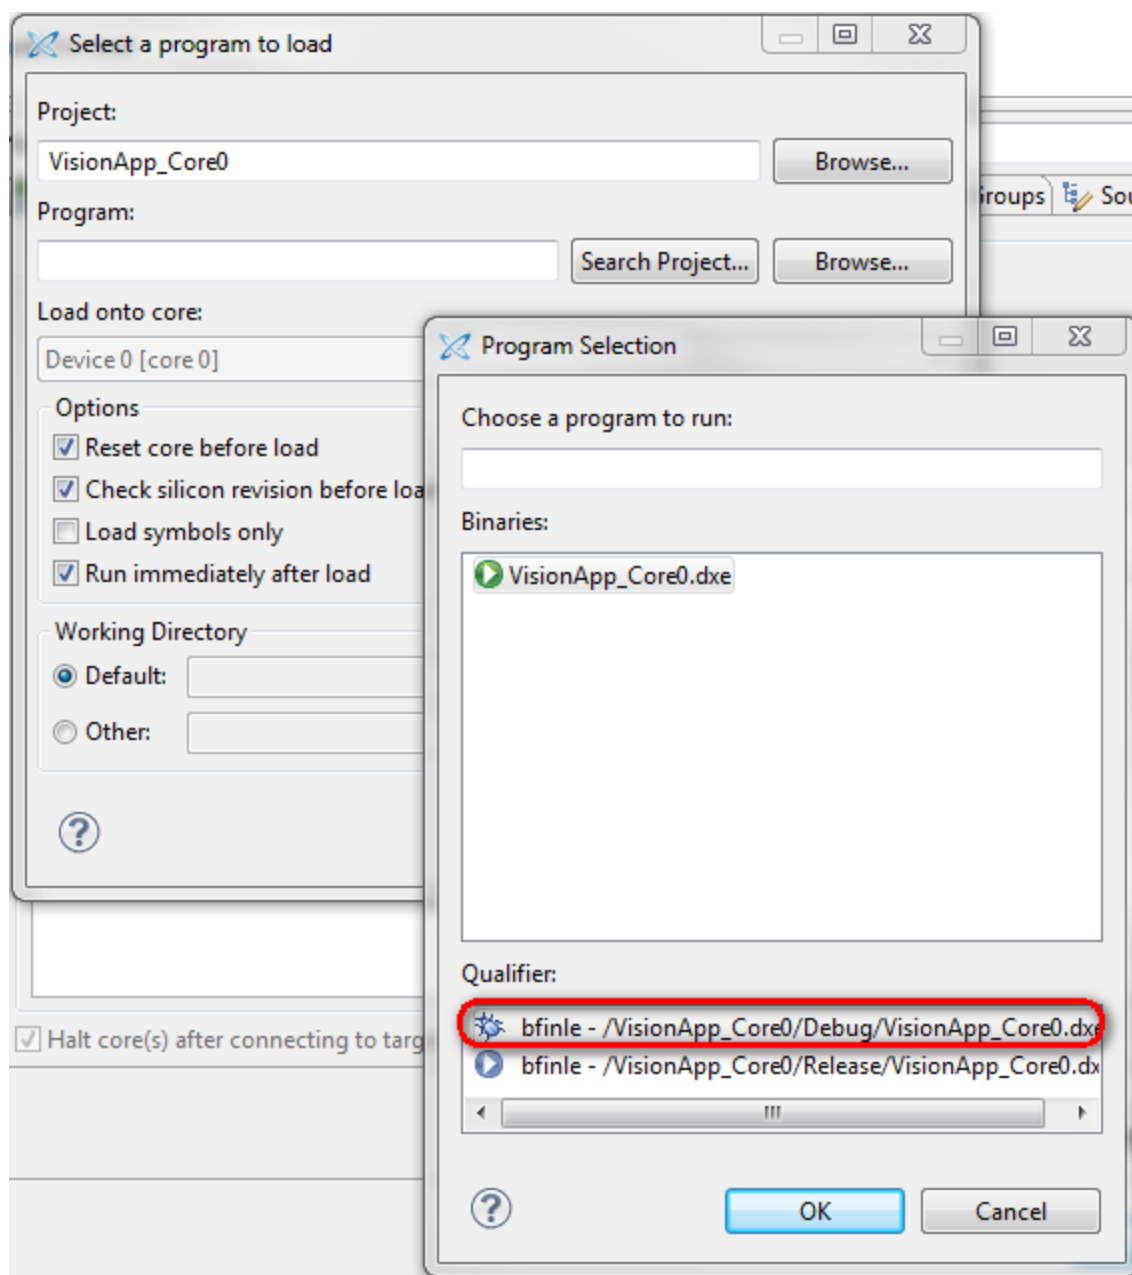 Select a program to load
Project:
VisionApp_Core0
Browse...
Program:
Search Project...
Browse...
Load onto core:
Device 0 [core 0]
Options
Reset core before load
Check silicon revision before loa
Load symbols only
Run immediately after load
Working Directory
Default:
Other:
Halt core(s) after connecting to targ
roups
Sou
Program Selection
Choose a program to run:
Binaries:
VisionApp_Core0.dxe
Qualifier:
bfinle - /VisionApp_Core0/Debug/VisionApp_Core0.dxe
bfinle - /VisionApp_Core0/Release/VisionApp_Core0.dx
OK
Cancel